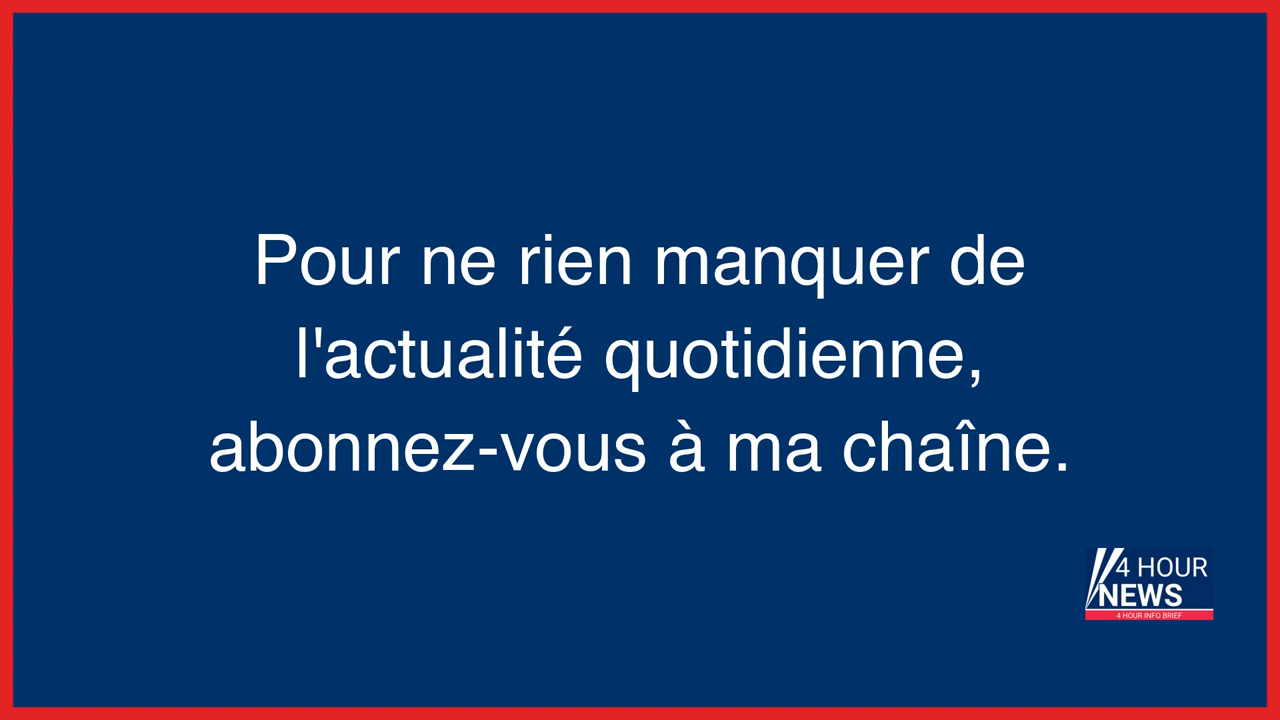 Pour ne rien manquer de
l'actualité quotidienne,
abonnez-vous à ma chaîne.
4 HOUR
NEWS
4 HOUR INFO BRIEF